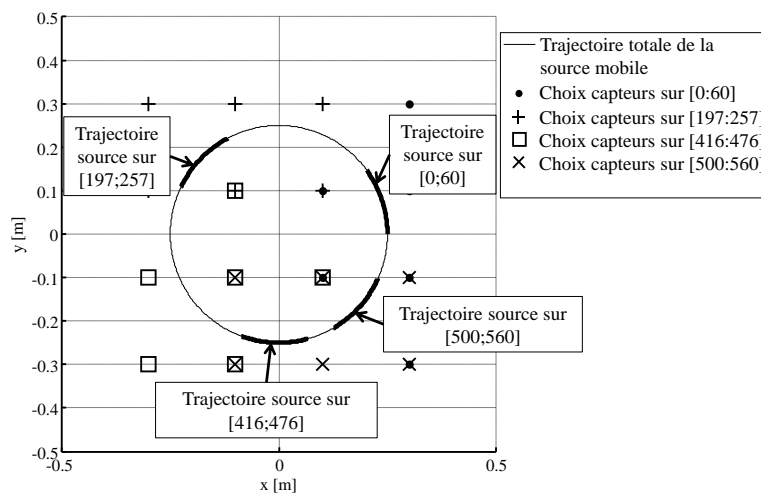 0.5
0.4
0.3
0.2
0.1
0
-0.1
-0.2
-0.3
-0.4
-0.5
y [m]
-0.5
0
0.5
x [m]
Trajectoire
source sur
[197;257]
Trajectoire
source sur
[0;60]
Trajectoire source sur
[500;560]
Trajectoire source sur
[416;476]
Trajectoire totale de la
source mobile
Choix capteurs sur [0:60]
Choix capteurs sur [197:257]
Choix capteurs sur [416:476]
Choix capteurs sur [500:560]